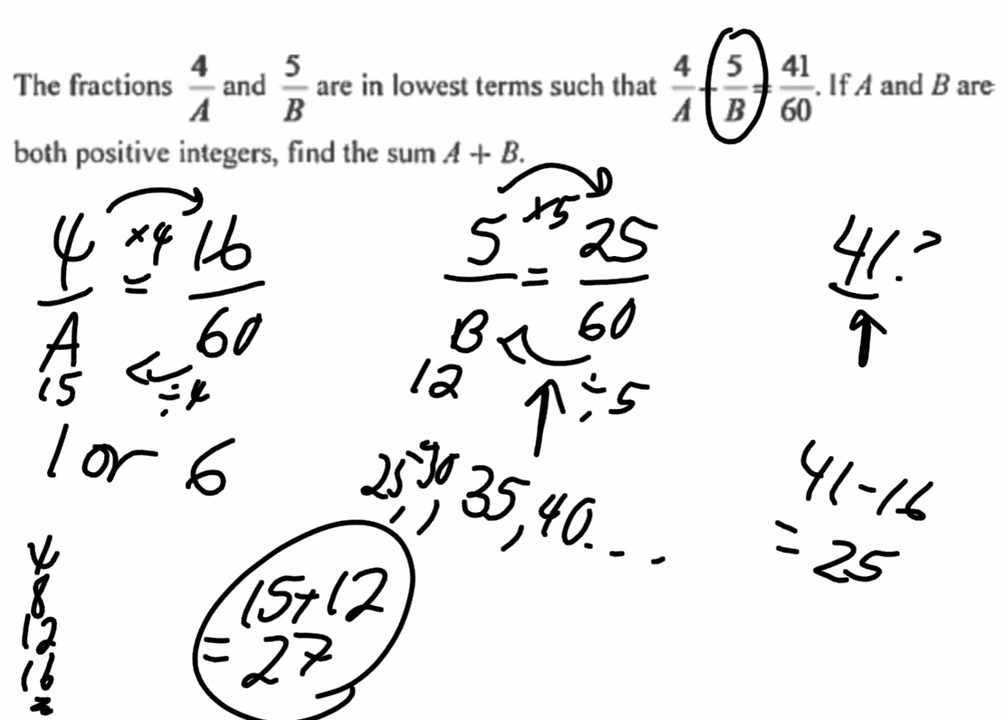 The fractions 4/A and 5/B are in lowest terms such that 4/A + 5/B = 41/60. If A and B are
both positive integers, find the sum A + B.
4/A = 16/60
×4
÷4
15
1 or 6
5/B = 25/60
×5
÷5
12
25, 30, 35, 40. - - -
41?
41-16
= 25
4
8
12
16
15+12
= 27